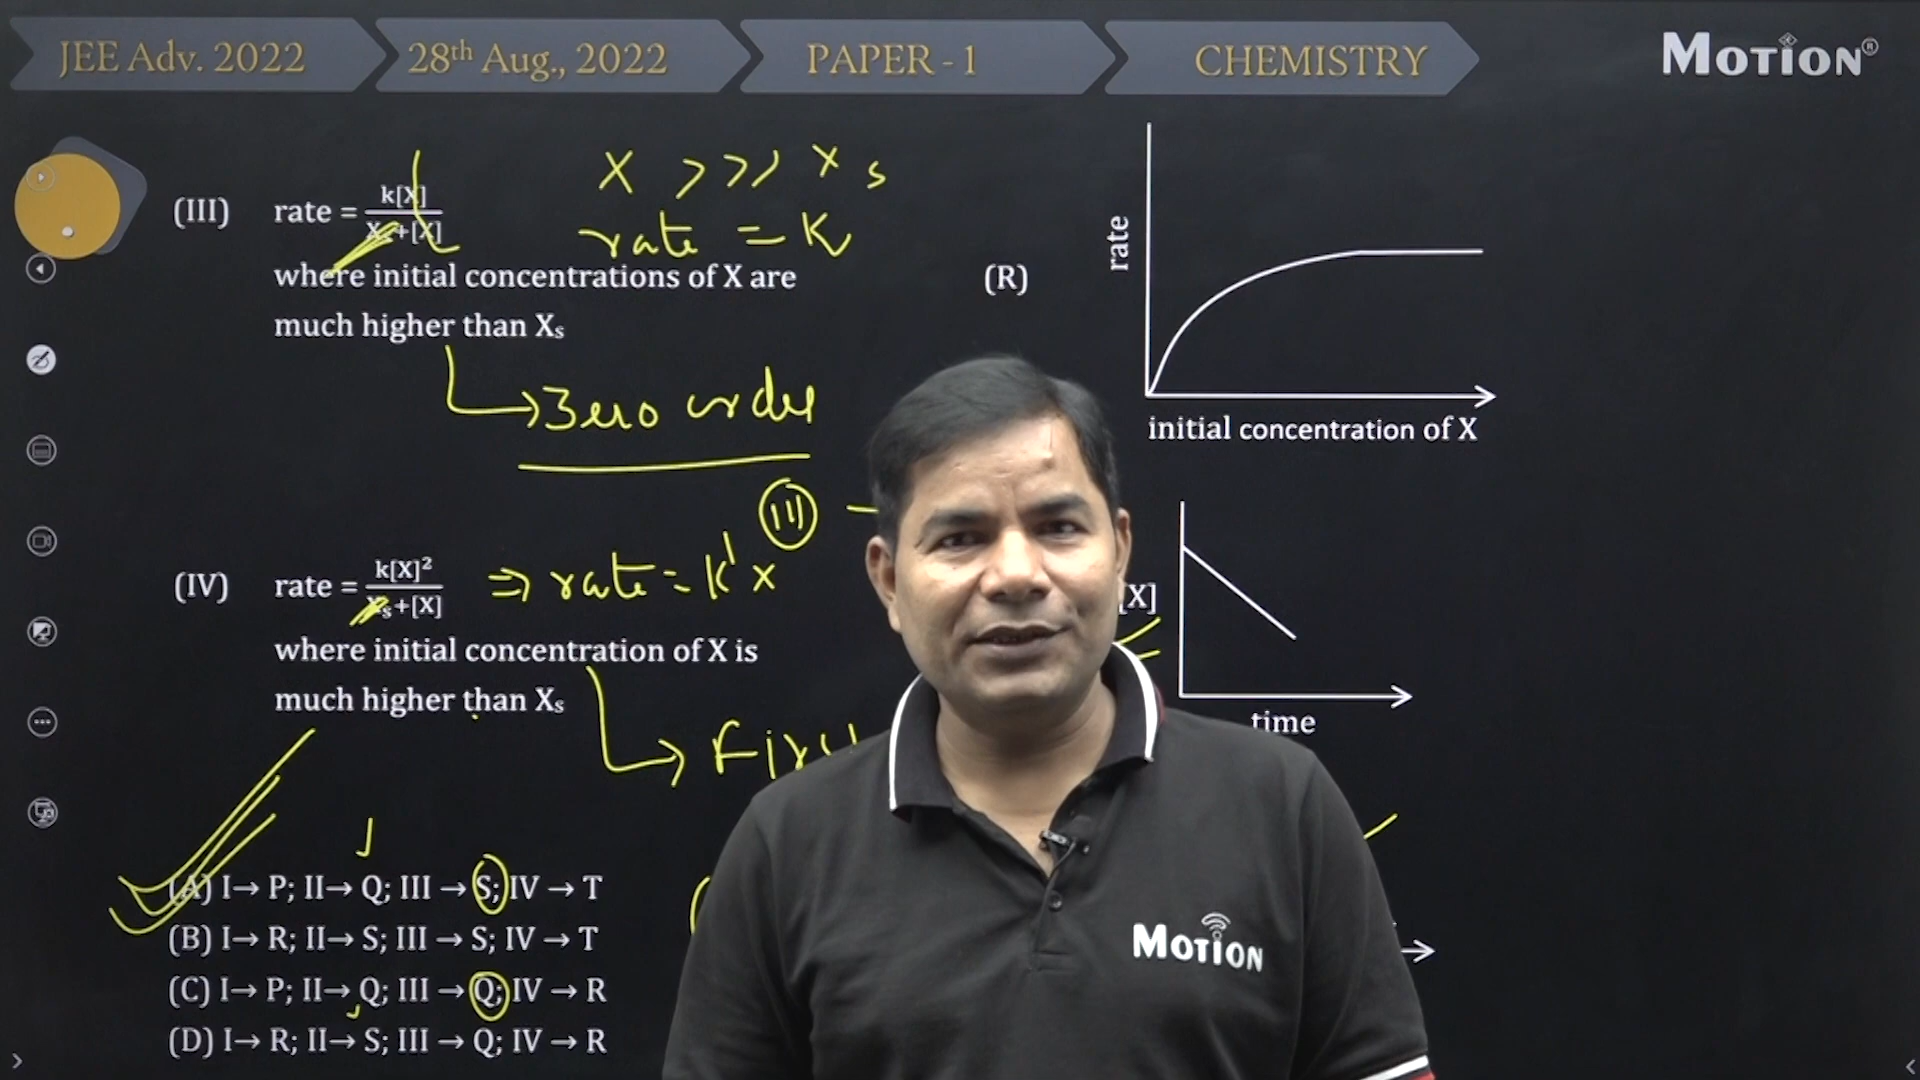 JEE Adv. 2022
28th Aug., 2022
PAPER - 1
CHEMISTRY
MOTION®
(III) rate = k[X] / Xs+[X]
X >>> Xs
rate = K
where initial concentrations of X are
much higher than Xs
Zero order
(III)
(IV) rate = k[X]² / Xs+[X] ⇒ rate = K' X
where initial concentration of X is
much higher than Xs
(A) I→ P; II→ Q; III → S; IV → T
(B) I→ R; II→ S; III → S; IV → T
(C) I→ P; II→ Q; III → Q; IV → R
(D) I→ R; II→ S; III → Q; IV → R
(R)
rate
initial concentration of X
[X]
time
MOTION